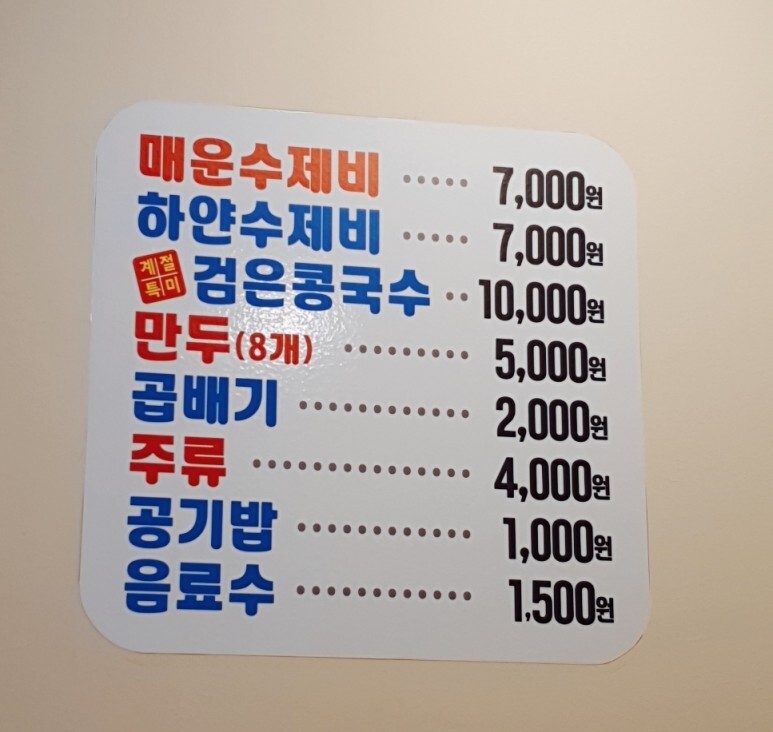 매운수제비 ····· 7,000원
하얀수제비 ····· 7,000원
계절특미 검은콩국수 ·· 10,000원
만두(8개) ········· 5,000원
곱배기 ············ 2,000원
주류 ··············· 4,000원
공기밥 ············ 1,000원
음료수 ············ 1,500원